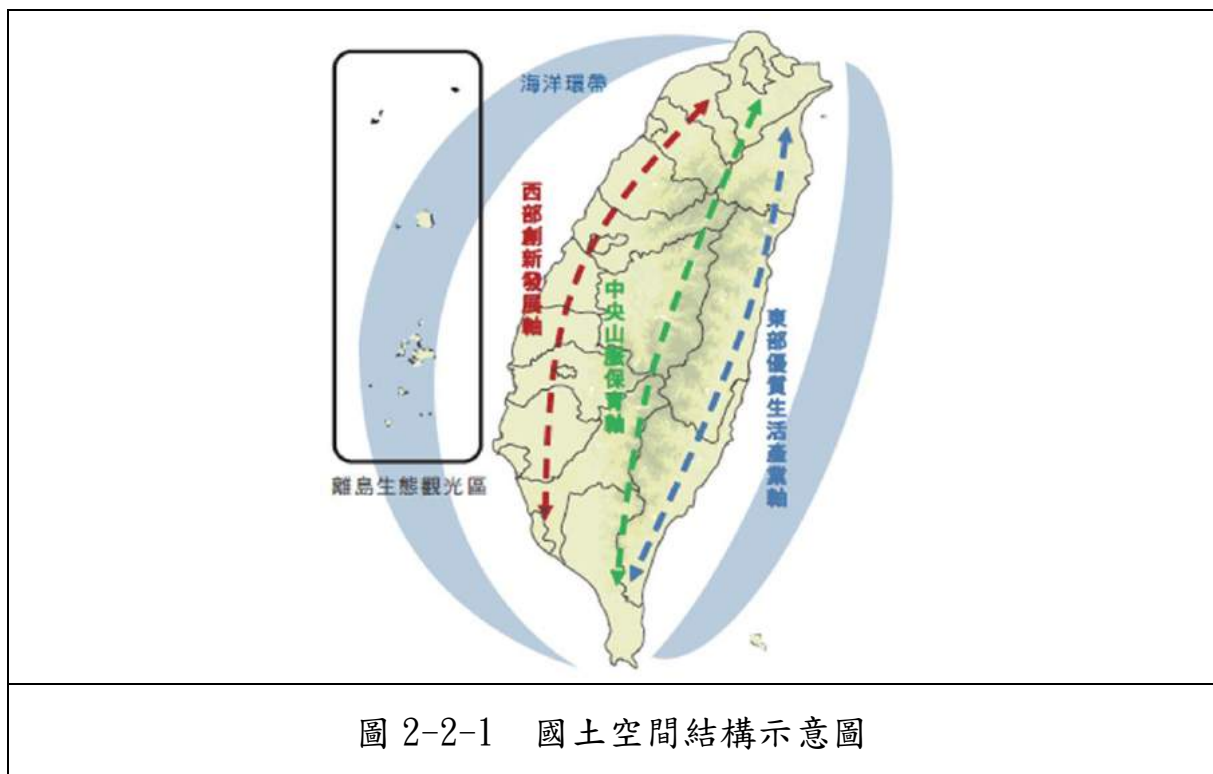 海洋環帶
西部創新發展軸
中央山脈保育軸
東部優質生活產業軸
離島生態觀光區
圖 2-2-1 國土空間結構示意圖